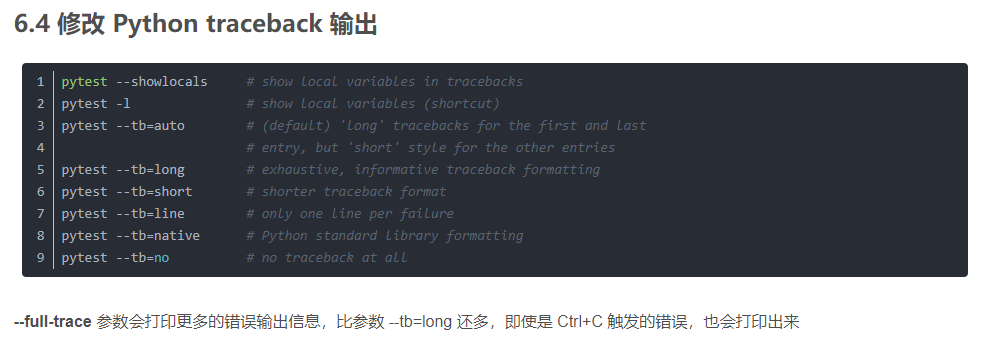 6.4 修改 Python traceback 输出
1 pytest --showlocals # show local variables in tracebacks
2 pytest -l # show local variables (shortcut)
3 pytest --tb=auto # (default) 'long' tracebacks for the first and last
4 # entry, but 'short' style for the other entries
5 pytest --tb=long # exhaustive, informative traceback formatting
6 pytest --tb=short # shorter traceback format
7 pytest --tb=line # only one line per failure
8 pytest --tb=native # Python standard library formatting
9 pytest --tb=no # no traceback at all
--full-trace 参数会打印更多的错误输出信息，比参数 --tb=long 还多，即使是 Ctrl+C 触发的错误，也会打印出来